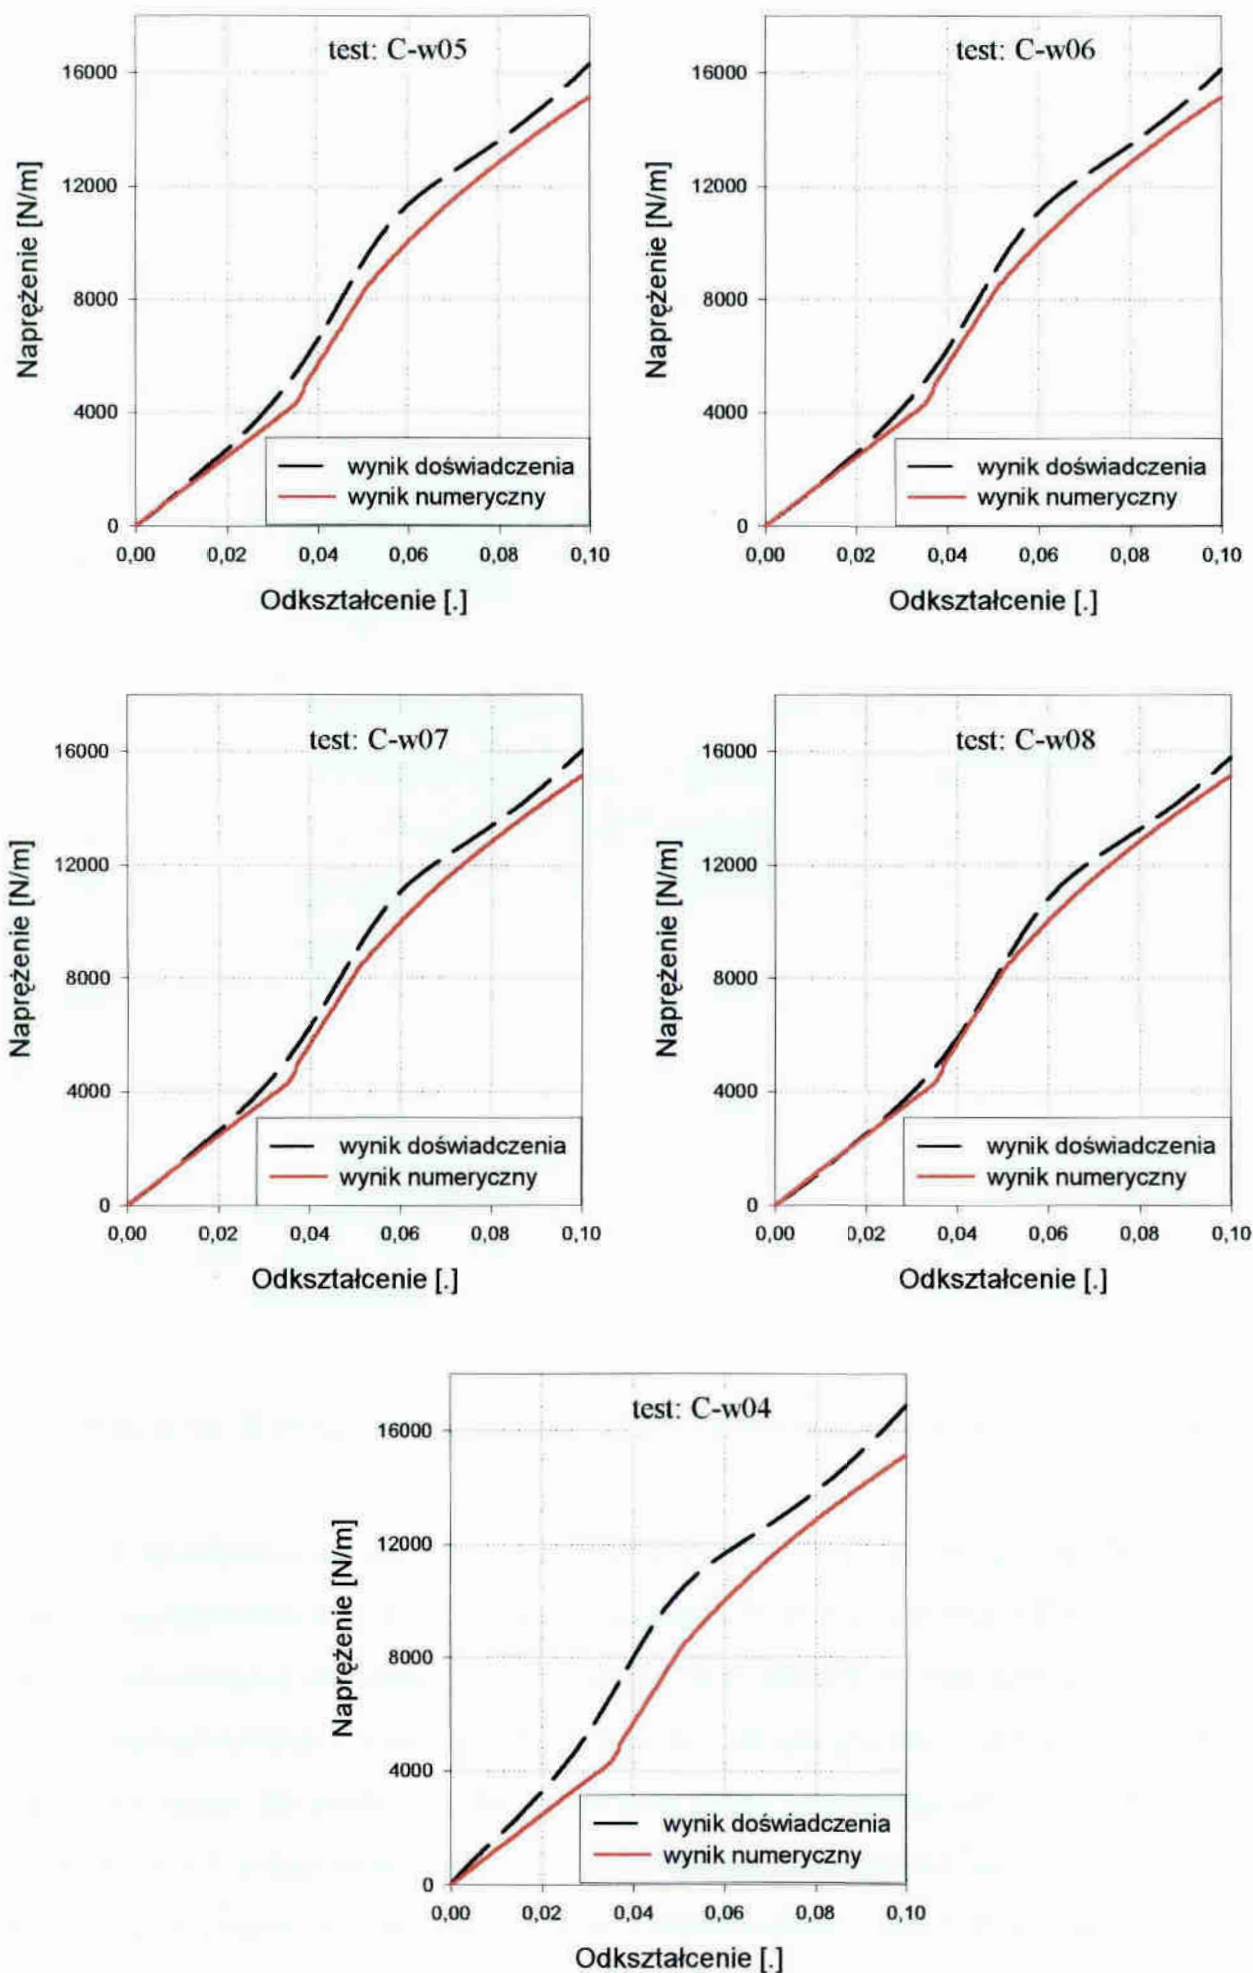 test: C-w05
16000
12000
8000
4000
0
Naprężenie [N/m]
wynik doświadczenia
wynik numeryczny
0,00 0,02 0,04 0,06 0,08 0,10
Odkształcenie [.]
test: C-w06
16000
12000
8000
4000
0
Naprężenie [N/m]
wynik doświadczenia
wynik numeryczny
0,00 0,02 0,04 0,06 0,08 0,10
Odkształcenie [.]
test: C-w07
16000
12000
8000
4000
0
Naprężenie [N/m]
wynik doświadczenia
wynik numeryczny
0,00 0,02 0,04 0,06 0,08 0,10
Odkształcenie [.]
test: C-w08
16000
12000
8000
4000
0
Naprężenie [N/m]
wynik doświadczenia
wynik numeryczny
0,00 0,02 0,04 0,06 0,08 0,10
Odkształcenie [.]
test: C-w04
16000
12000
8000
4000
0
Naprężenie [N/m]
wynik doświadczenia
wynik numeryczny
0,00 0,02 0,04 0,06 0,08 0,10
Odkształcenie [.]